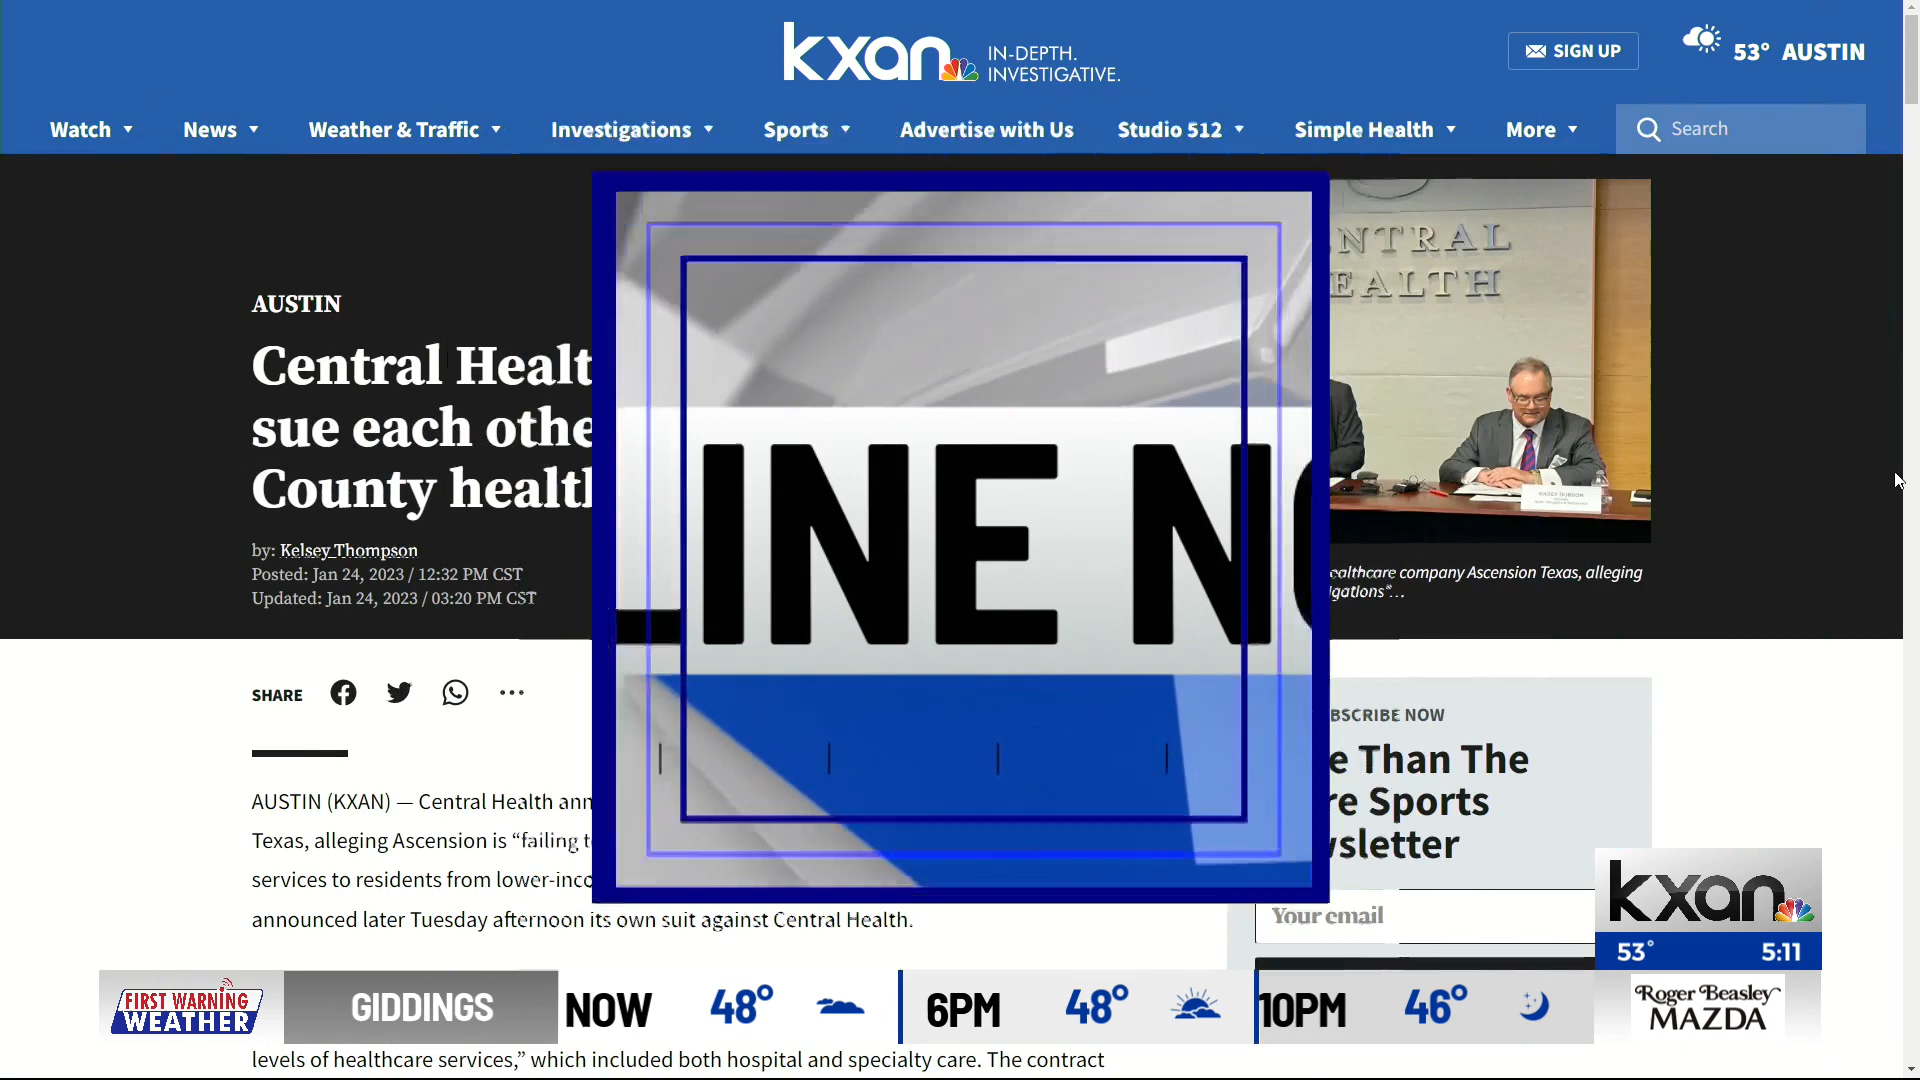 kxan IN-DEPTH. INVESTIGATIVE.
SIGN UP
53° AUSTIN
Watch News Weather & Traffic Investigations Sports Advertise with Us Studio 512 Simple Health More Search
NTRAL
EALTH
AUSTIN
Central Healt
sue each othe
County healt
by: Kelsey Thompson
Posted: Jan 24, 2023 / 12:32 PM CST
Updated: Jan 24, 2023 / 03:20 PM CST
INE N
ealthcare company Ascension Texas, alleging
igations"...
SHARE
BSCRIBE NOW
e Than The
re Sports
sletter
Your email
AUSTIN (KXAN) — Central Health ann
Texas, alleging Ascension is “failing t
services to residents from lower-inco
announced later Tuesday afternoon its own suit against Central Health.
kxan
53° 5:11
FIRST WARNING
WEATHER
GIDDINGS NOW 48° 6PM 48° 10PM 46°
Roger Beasley
MAZDA
levels of healthcare services,” which included both hospital and specialty care. The contract